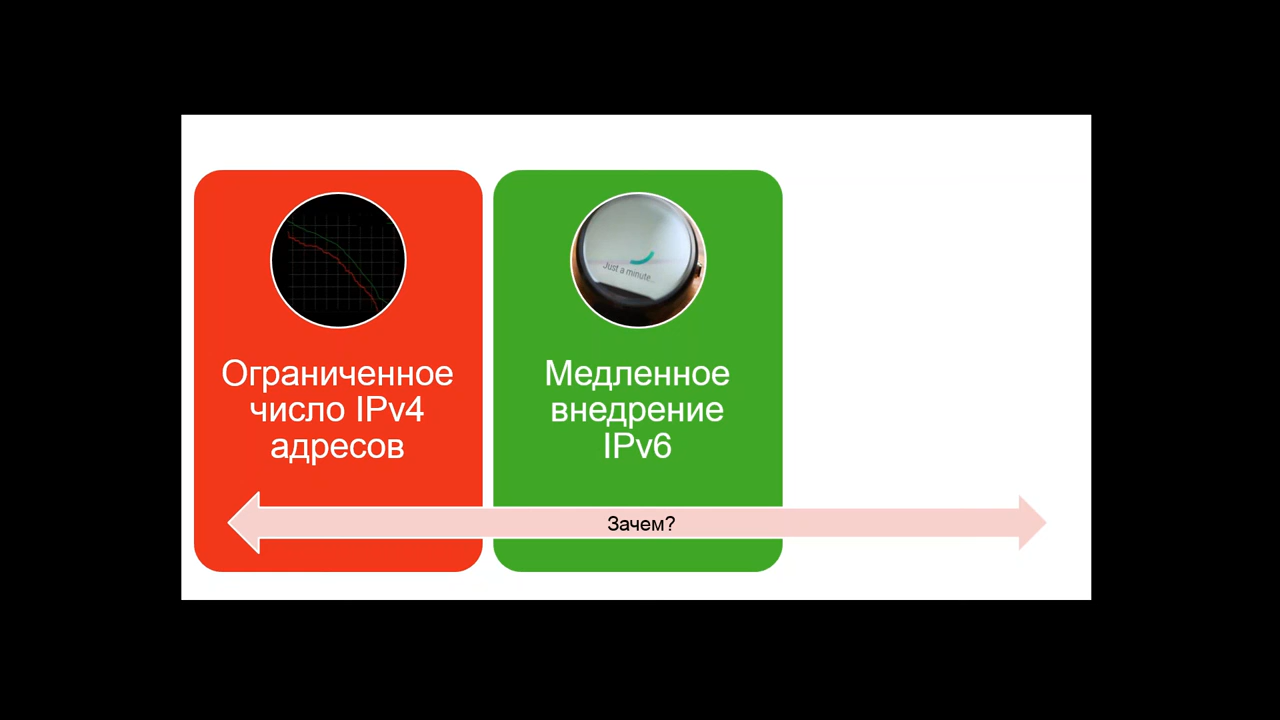 Ограниченное
число IPv4
адресов
Just a minute...
Медленное
внедрение
IPv6
Зачем?